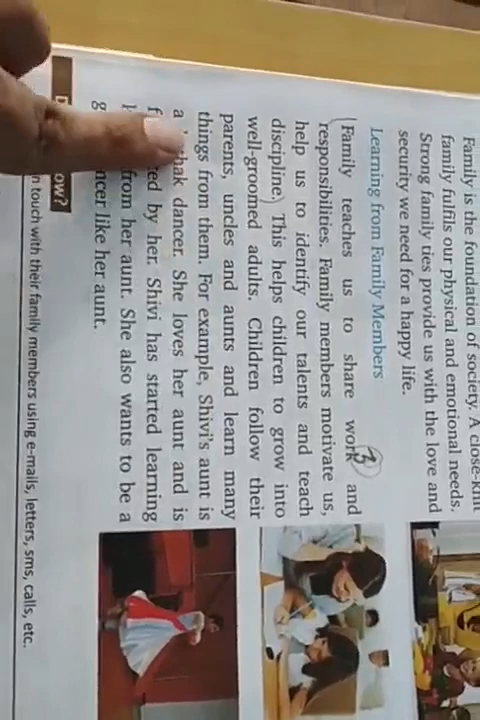 Family is the foundation of society. A close-knit
family fulfils our physical and emotional needs.
Strong family ties provide us with the love and
security we need for a happy life.
Learning from Family Members
Family teaches us to share work and
3
responsibilities. Family members motivate us,
help us to identify our talents and teach
discipline. This helps children to grow into
well-groomed adults. Children follow their
parents, uncles and aunts and learn many
things from them. For example, Shivi's aunt is
a dancer. She loves her aunt and is
by her. Shivi has started learning
from her aunt. She also wants to be a
like her aunt.
in touch with their family members using e-mails, letters, sms, calls, etc.